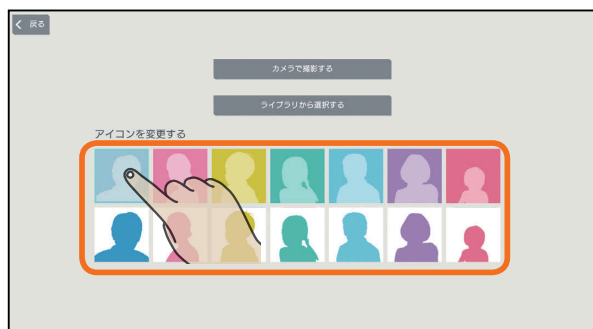 戻る
カメラで撮影する
ライブラリから選択する
アイコンを変更する